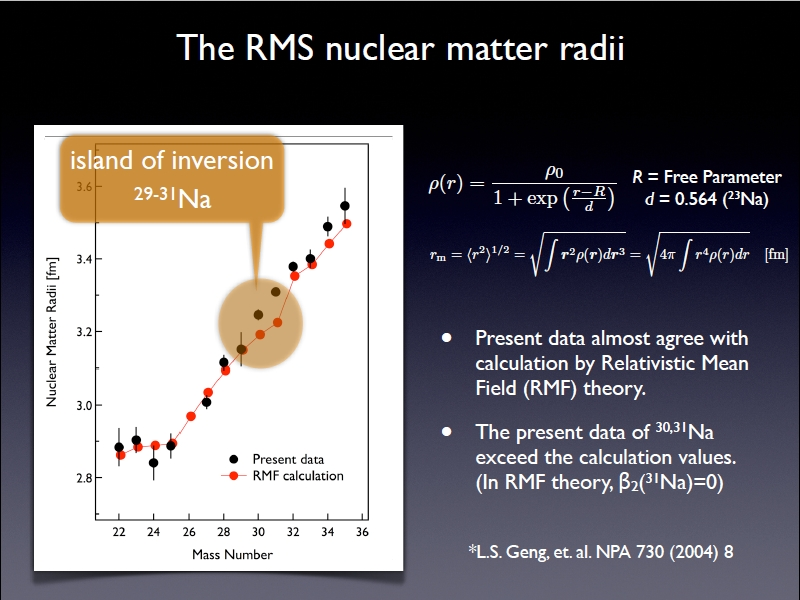 The RMS nuclear matter radii
island of inversion
²⁹⁻³¹Na
3.6
3.4
3.2
3.0
2.8
Nuclear Matter Radii [fm]
Present data
RMF calculation
22 24 26 28 30 32 34 36
Mass Number
ρ(r) = ρ₀ / (1 + exp((r−R)/d))
R = Free Parameter
d = 0.564 (²³Na)
rₘ = ⟨r²⟩^{1/2} = √(∫ r²ρ(r)dr³) = √(4π ∫ r⁴ρ(r)dr) [fm]
• Present data almost agree with
calculation by Relativistic Mean
Field (RMF) theory.
• The present data of ³⁰,³¹Na
exceed the calculation values.
(In RMF theory, β₂(³¹Na)=0)
*L.S. Geng, et. al. NPA 730 (2004) 8